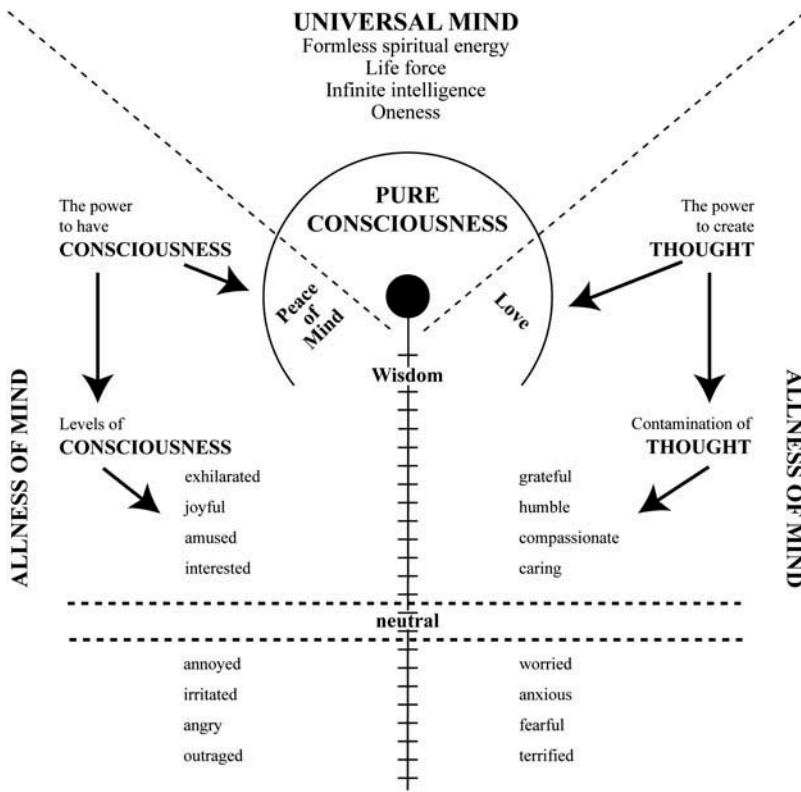 UNIVERSAL MIND
Formless spiritual energy
Life force
Infinite intelligence
Oneness
PURE
CONSCIOUSNESS
The power
to have
CONSCIOUSNESS
The power
to create
THOUGHT
Peace
of
Mind
Love
Wisdom
ALLNESS OF MIND
ALLNESS OF MIND
Levels of
CONSCIOUSNESS
Contamination of
THOUGHT
exhilarated
joyful
amused
interested
grateful
humble
compassionate
caring
neutral
annoyed
irritated
angry
outraged
worried
anxious
fearful
terrified